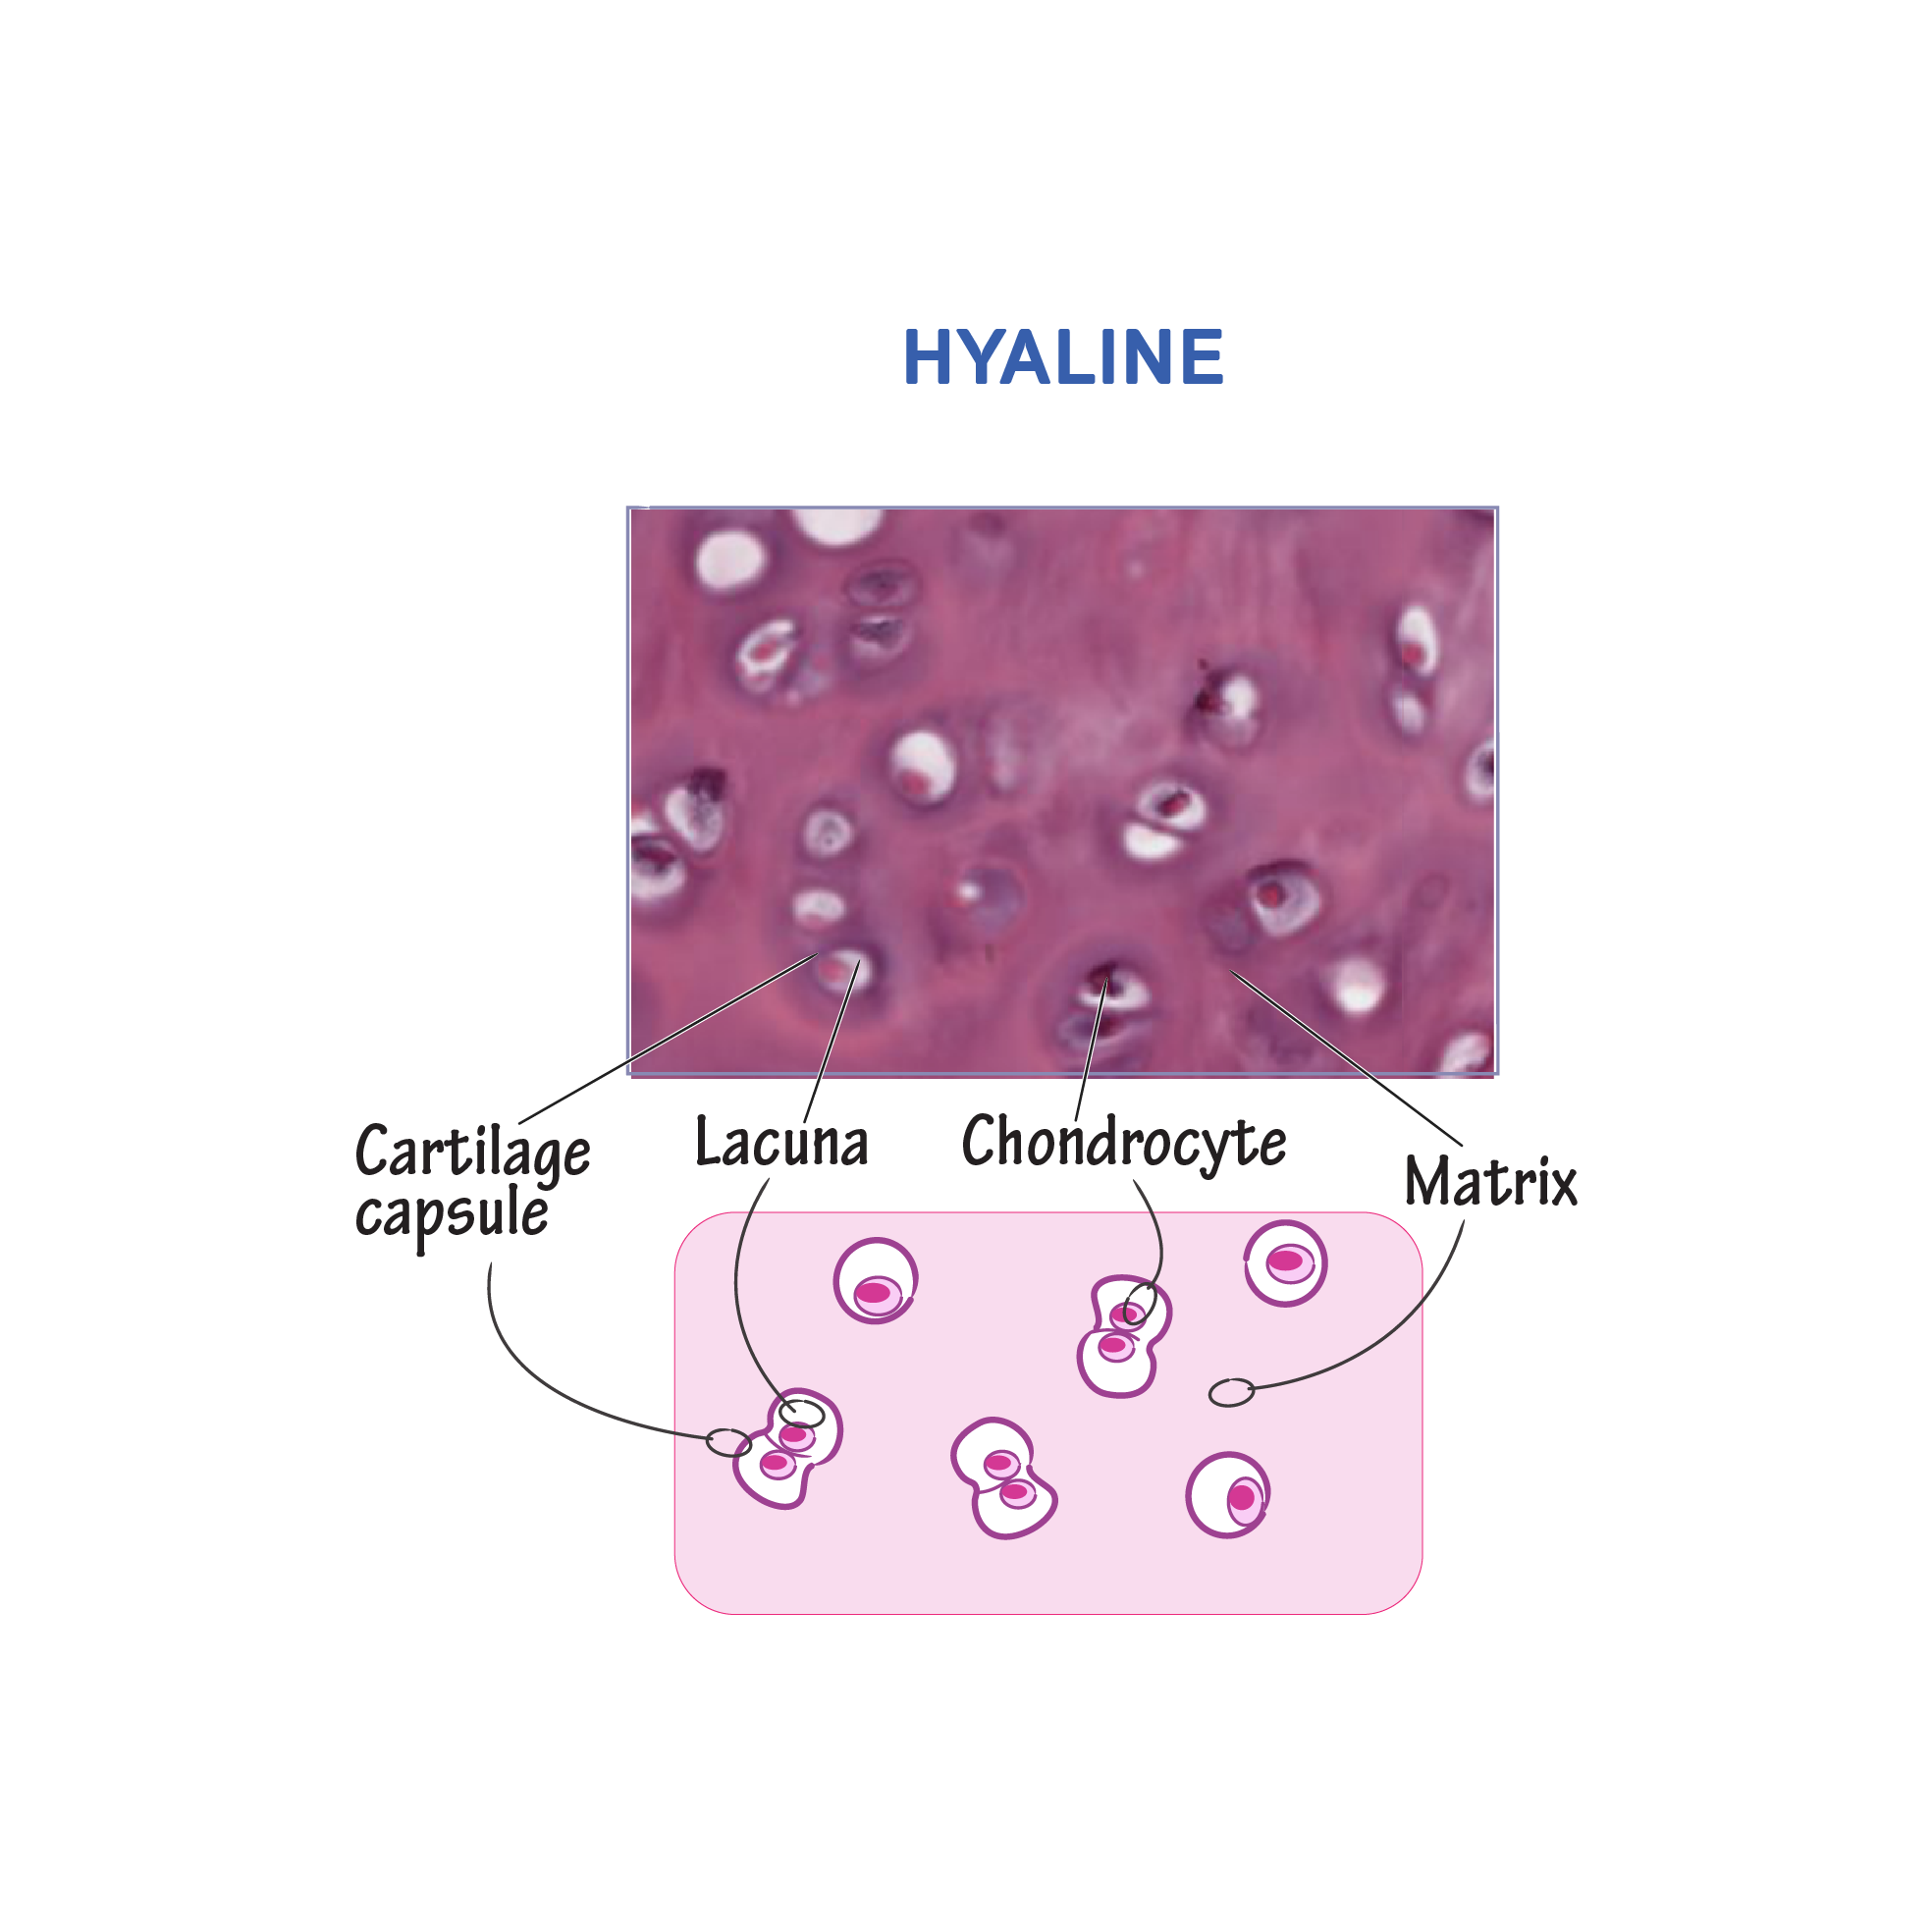 HYALINE
Cartilage
capsule
Lacuna
Chondrocyte
Matrix